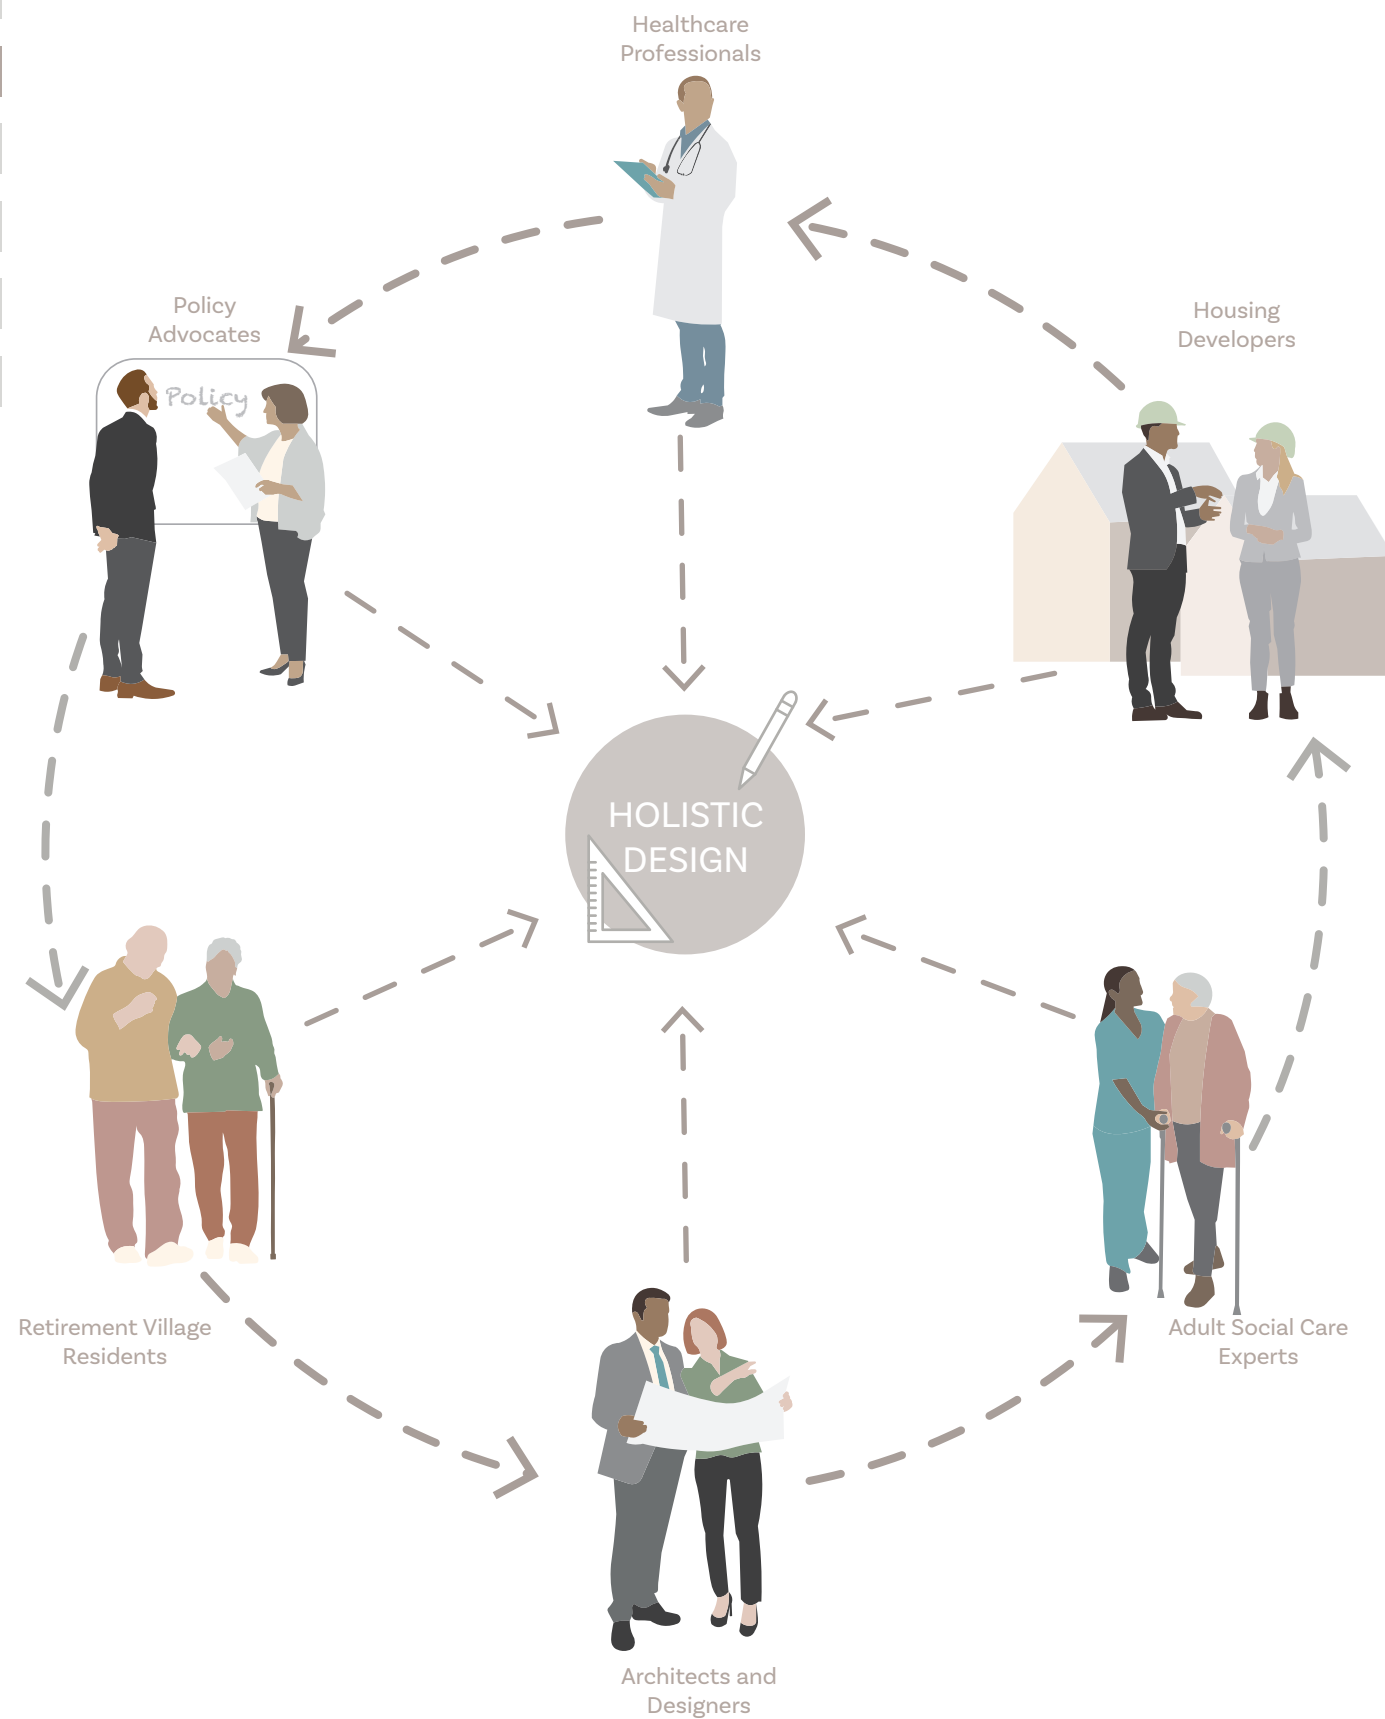 Healthcare
Professionals
Policy
Advocates
Policy
Housing
Developers
HOLISTIC
DESIGN
Retirement Village
Residents
Adult Social Care
Experts
Architects and
Designers